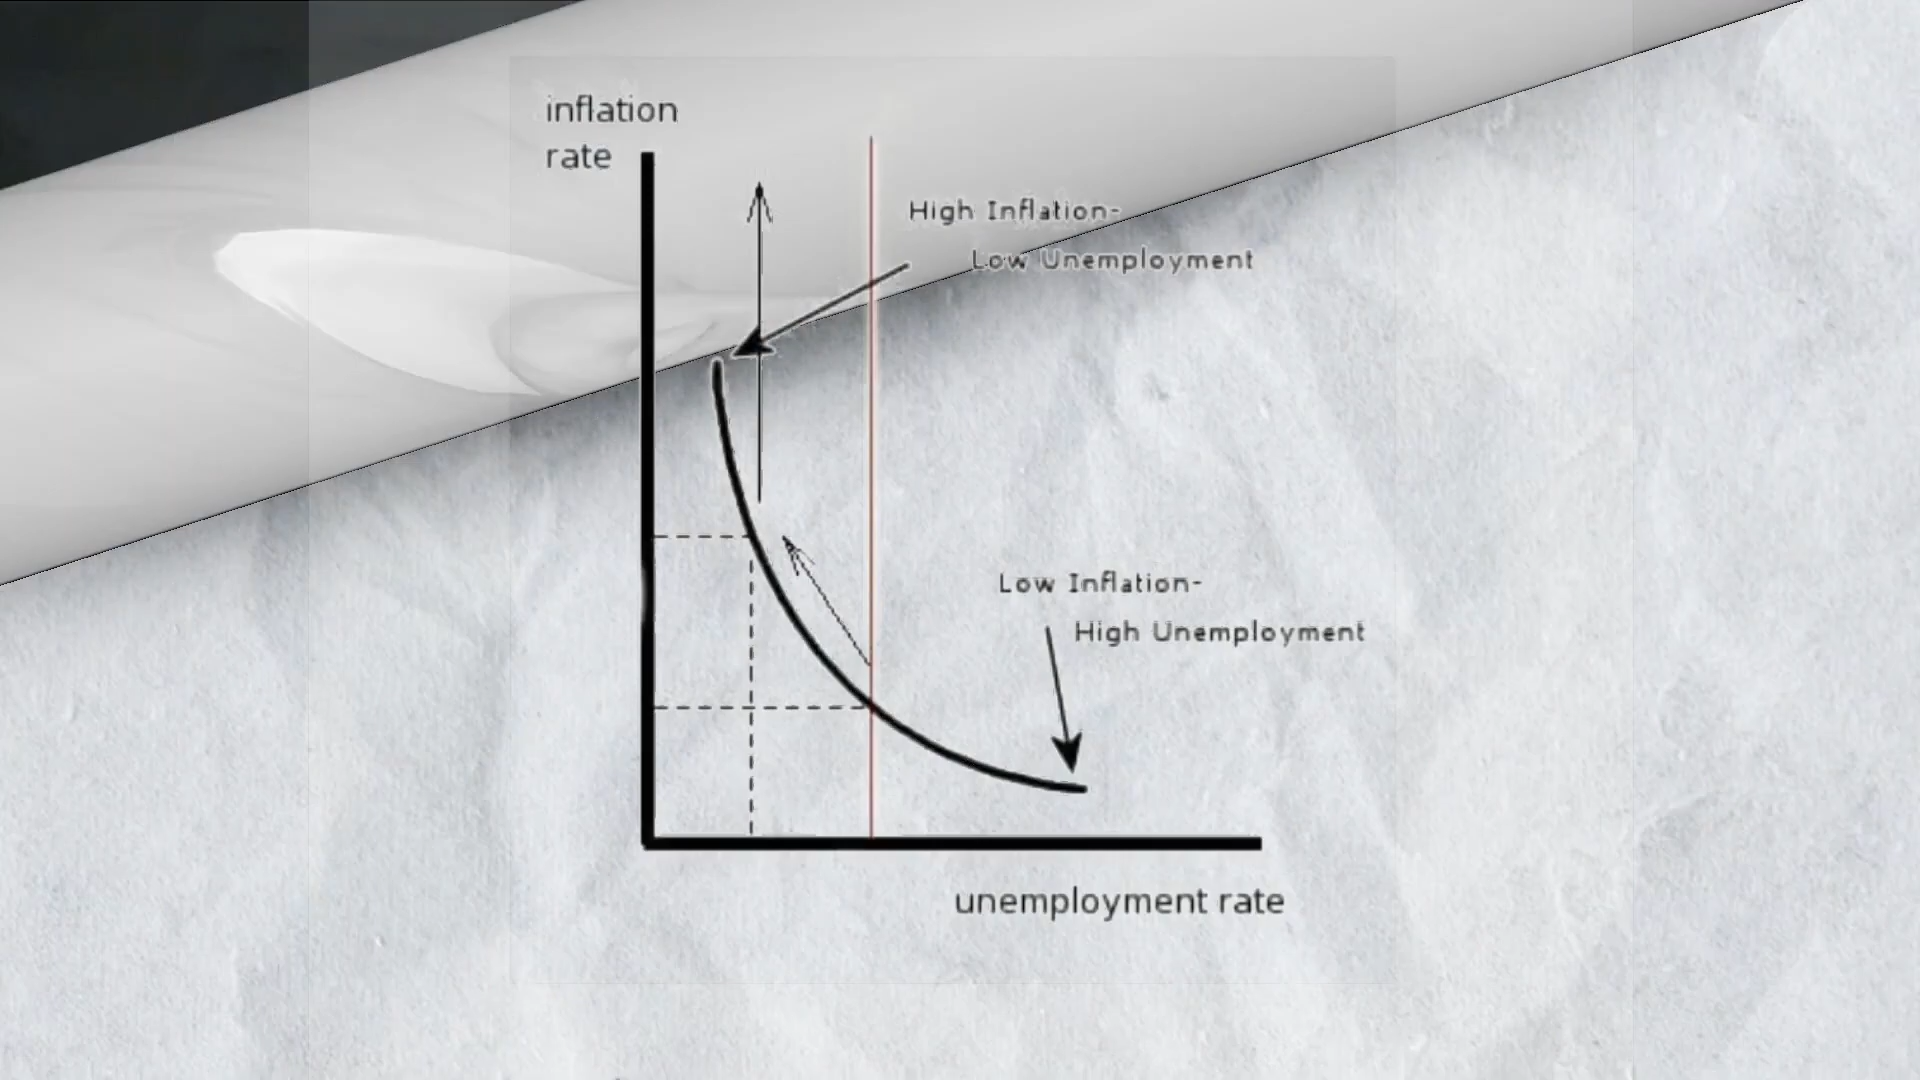 inflation
rate
High Inflation-
Low Unemployment
Low Inflation-
High Unemployment
unemployment rate